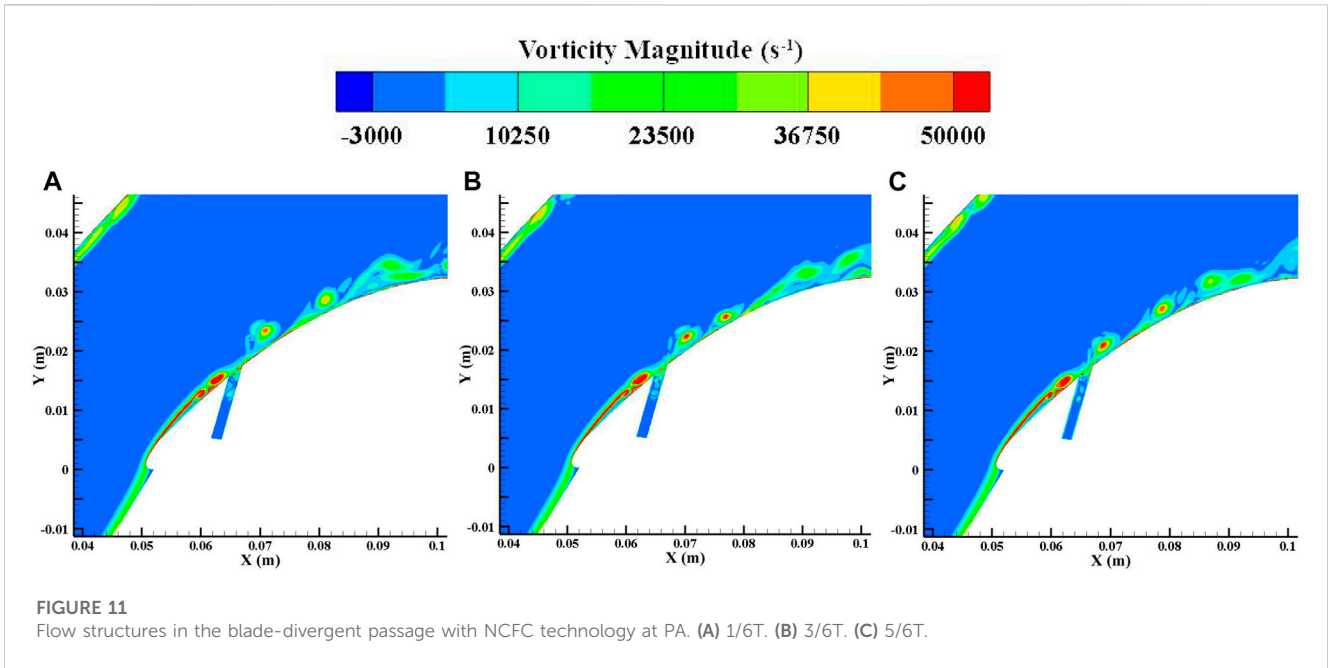 Vorticity Magnitude (s⁻¹)
-3000 10250 23500 36750 50000
A B C
0.04
0.03
0.02
0.01
0
-0.01
Y (m)
0.04 0.05 0.06 0.07 0.08 0.09 0.1
X (m)
0.04
0.03
0.02
0.01
0
-0.01
Y (m)
0.04 0.05 0.06 0.07 0.08 0.09 0.1
X (m)
0.04
0.03
0.02
0.01
0
-0.01
Y (m)
0.04 0.05 0.06 0.07 0.08 0.09 0.1
X (m)
FIGURE 11
Flow structures in the blade-divergent passage with NCFC technology at PA. (A) 1/6T. (B) 3/6T. (C) 5/6T.